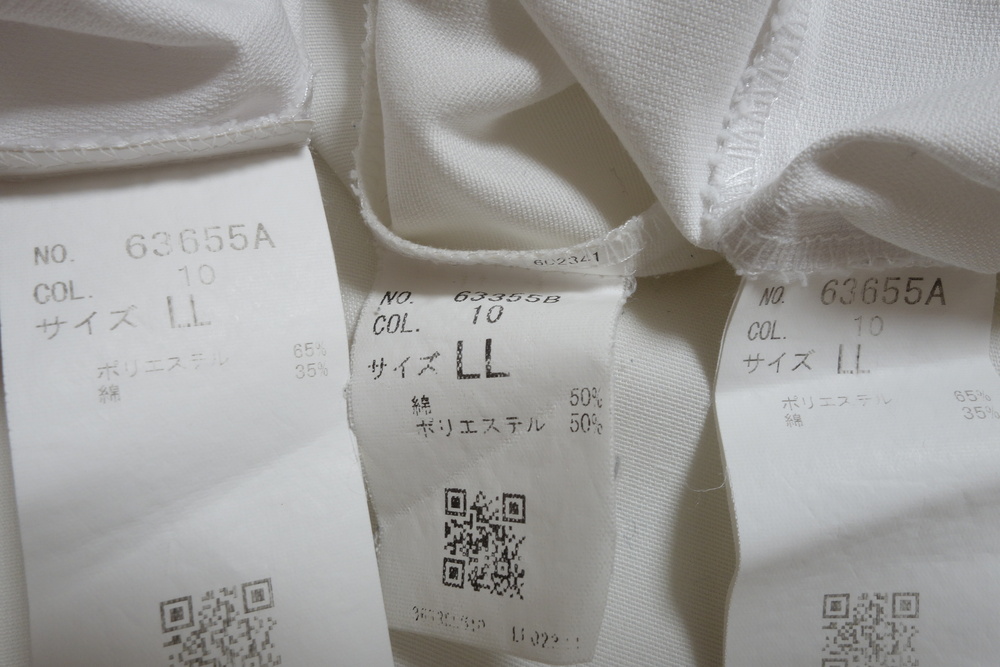 NO. 63655A
COL. 10
サイズ LL
ポリエステル 65%
綿 35%
602341
NO. 63355B
COL. 10
サイズ LL
綿 50%
ポリエステル 50%
NO. 63655A
COL. 10
サイズ LL
ポリエステル 65%
綿 35%